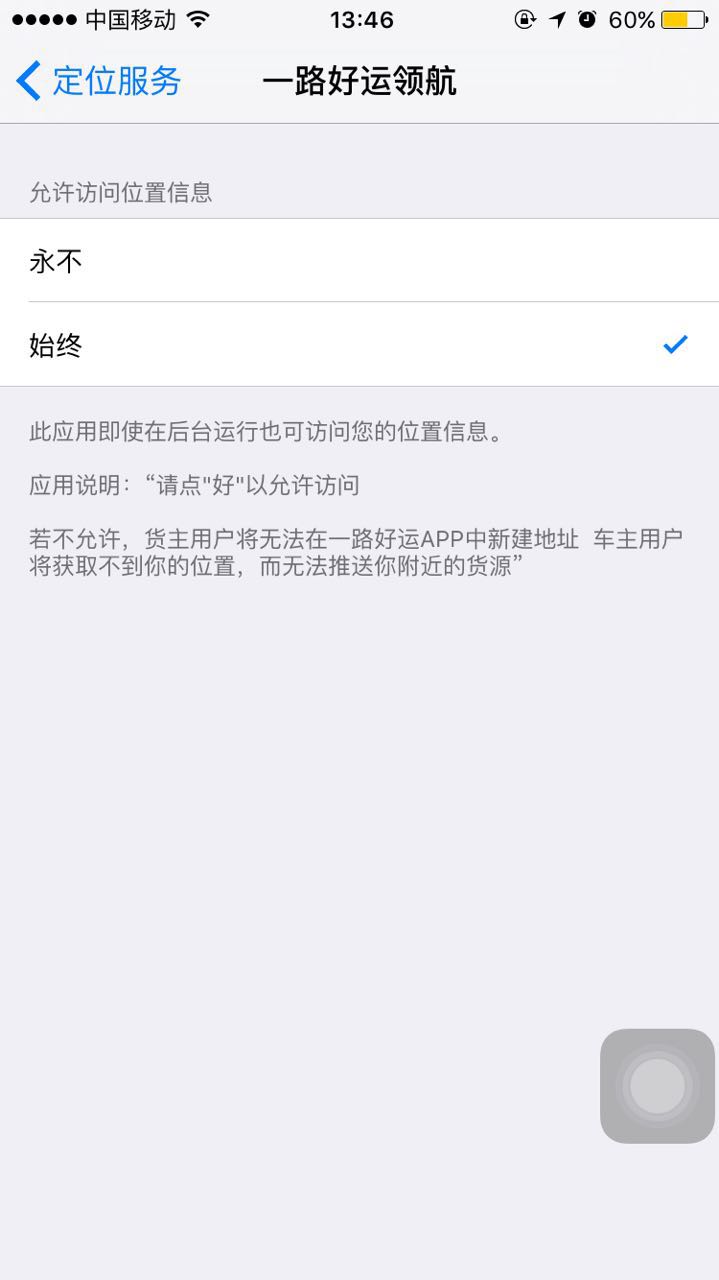 中国移动 13:46 60%
定位服务 一路好运领航
允许访问位置信息
永不
始终
此应用即使在后台运行也可访问您的位置信息。
应用说明：“请点"好"以允许访问
若不允许，货主用户将无法在一路好运APP中新建地址  车主用户
将获取不到你的位置，而无法推送你附近的货源”